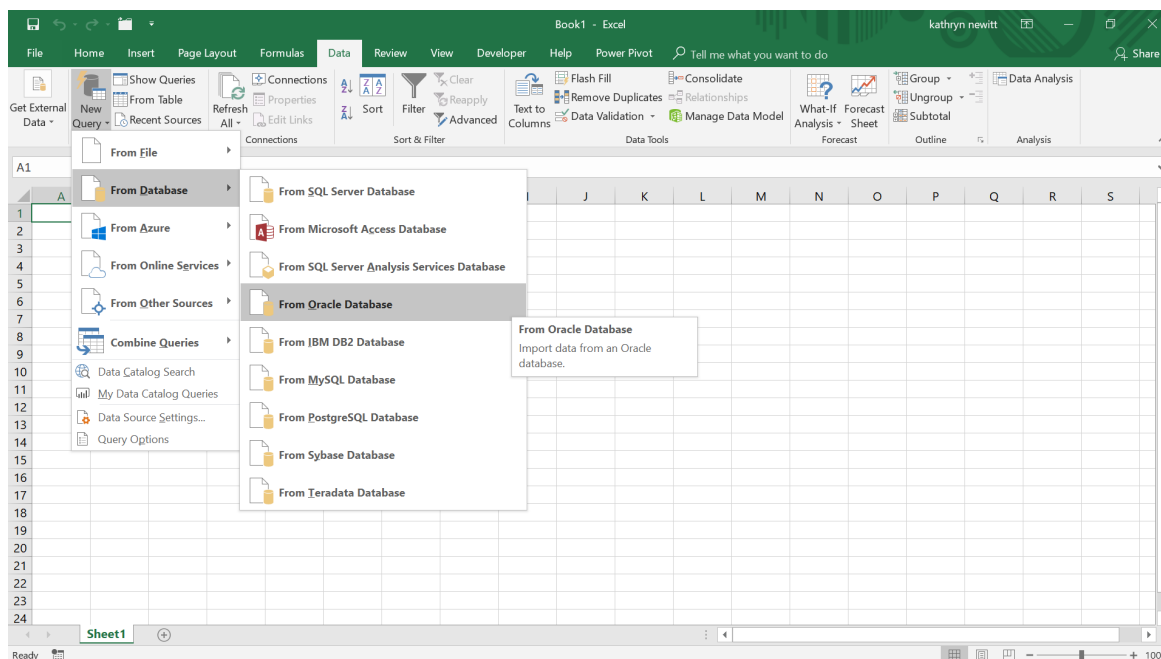 Book1 - Excel
kathryn newitt
File Home Insert Page Layout Formulas Data Review View Developer Help Power Pivot Tell me what you want to do Share
Get External Data
New Query
Show Queries
From Table
Recent Sources
Refresh All
Connections
Properties
Edit Links
Connections
Sort
Filter
Clear
Reapply
Advanced
Sort & Filter
Text to Columns
Flash Fill
Remove Duplicates
Data Validation
Consolidate
Relationships
Manage Data Model
Data Tools
What-If Analysis
Forecast Sheet
Forecast
Group
Ungroup
Subtotal
Outline
Data Analysis
Analysis
A1
From File
From Database
From Azure
From Online Services
From Other Sources
Combine Queries
Data Catalog Search
My Data Catalog Queries
Data Source Settings...
Query Options
From SQL Server Database
From Microsoft Access Database
From SQL Server Analysis Services Database
From Oracle Database
From IBM DB2 Database
From MySQL Database
From PostgreSQL Database
From Sybase Database
From Teradata Database
From Oracle Database
Import data from an Oracle
database.
A J K L M N O P Q R S
1
2
3
4
5
6
7
8
9
10
11
12
13
14
15
16
17
18
19
20
21
22
23
24
Sheet1
Ready
100